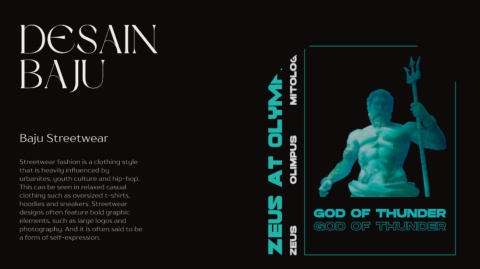 DESAIN
BAJU
Baju Streetwear
Streetwear fashion is a clothing style
that is heavily influenced by
urbanites, youth culture and hip-hop.
This can be seen in relaxed casual
clothing such as oversized t-shirts,
hoodies and sneakers. Streetwear
designs often feature bold graphic
elements, such as large logos and
photography. And it is often said to be
a form of self-expression.
ZEUS AT OLYMP
ZEUS OLIMPUS MITOLOG
GOD OF THUNDER
GOD OF THUNDER